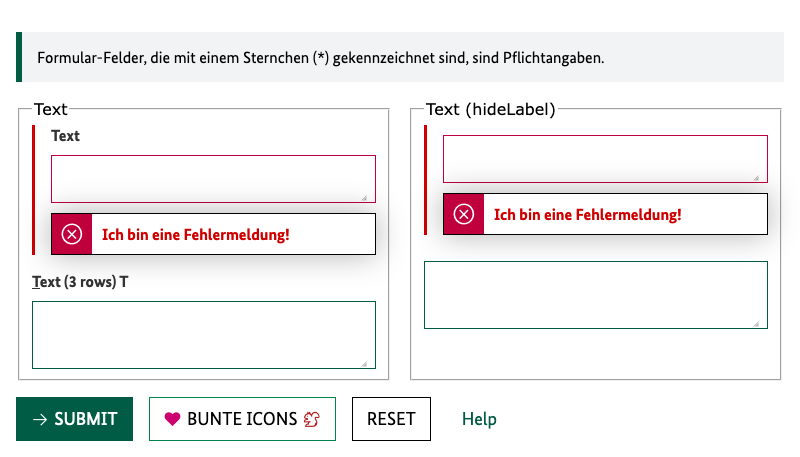 Formular-Felder, die mit einem Sternchen (*) gekennzeichnet sind, sind Pflichtangaben.
Text
Text
Ich bin eine Fehlermeldung!
Text (3 rows) T
Text (hideLabel)
Ich bin eine Fehlermeldung!
→ SUBMIT
BUNTE ICONS
RESET
Help